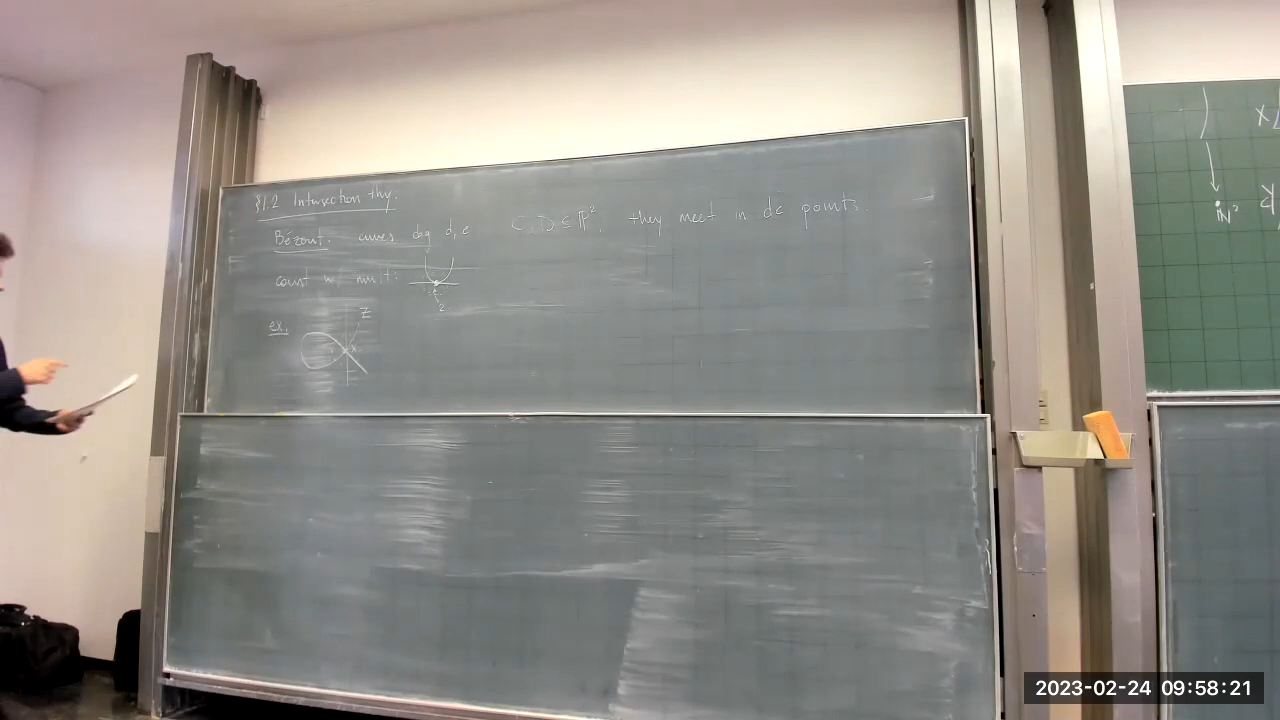 §1.2 Intersection thy.
Bézout. curves deg d, e C, D ⊆ ℙ², they meet in de points.
count w/ mult:
2
ex.
Z
X
2023-02-24 09:58:21